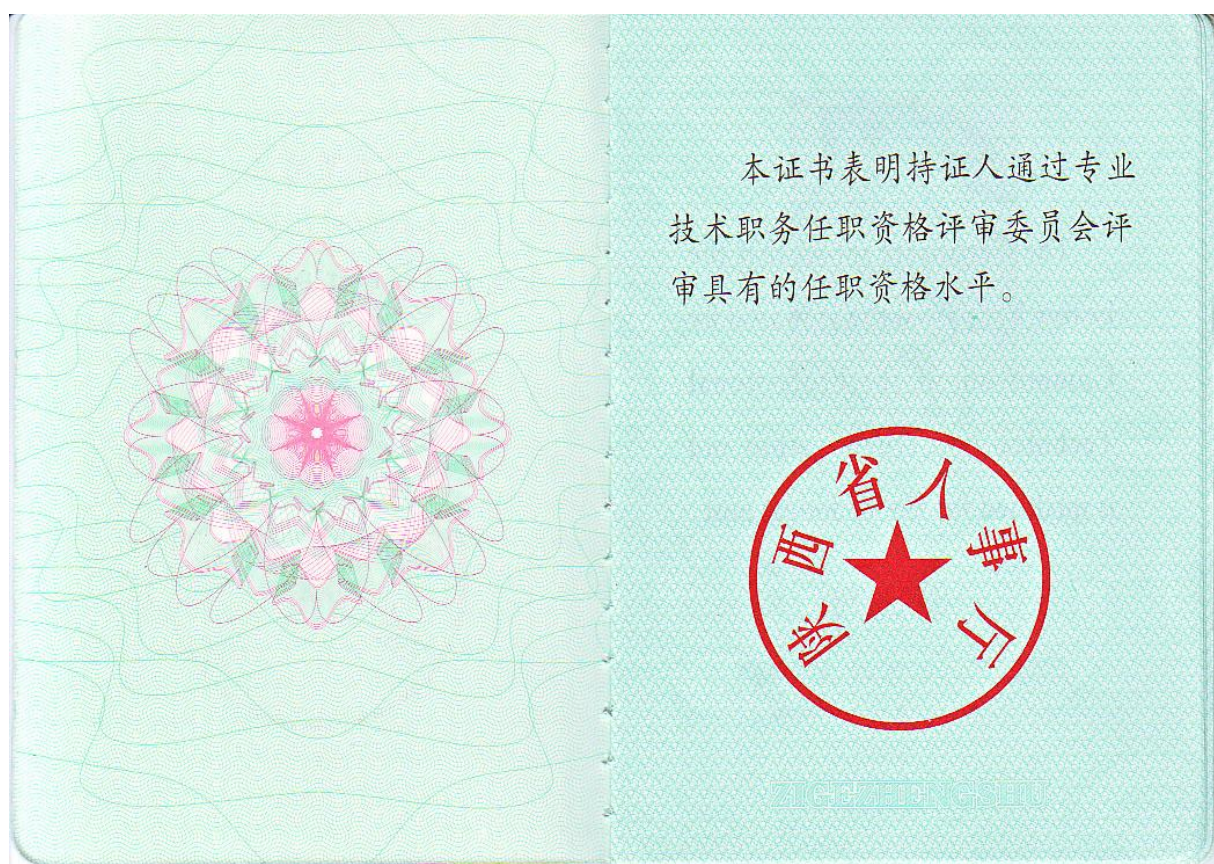 本证书表明持证人通过专业
技术职务任职资格评审委员会评
审具有的任职资格水平。
陕西省人事厅
ZIGEZHENGSHU